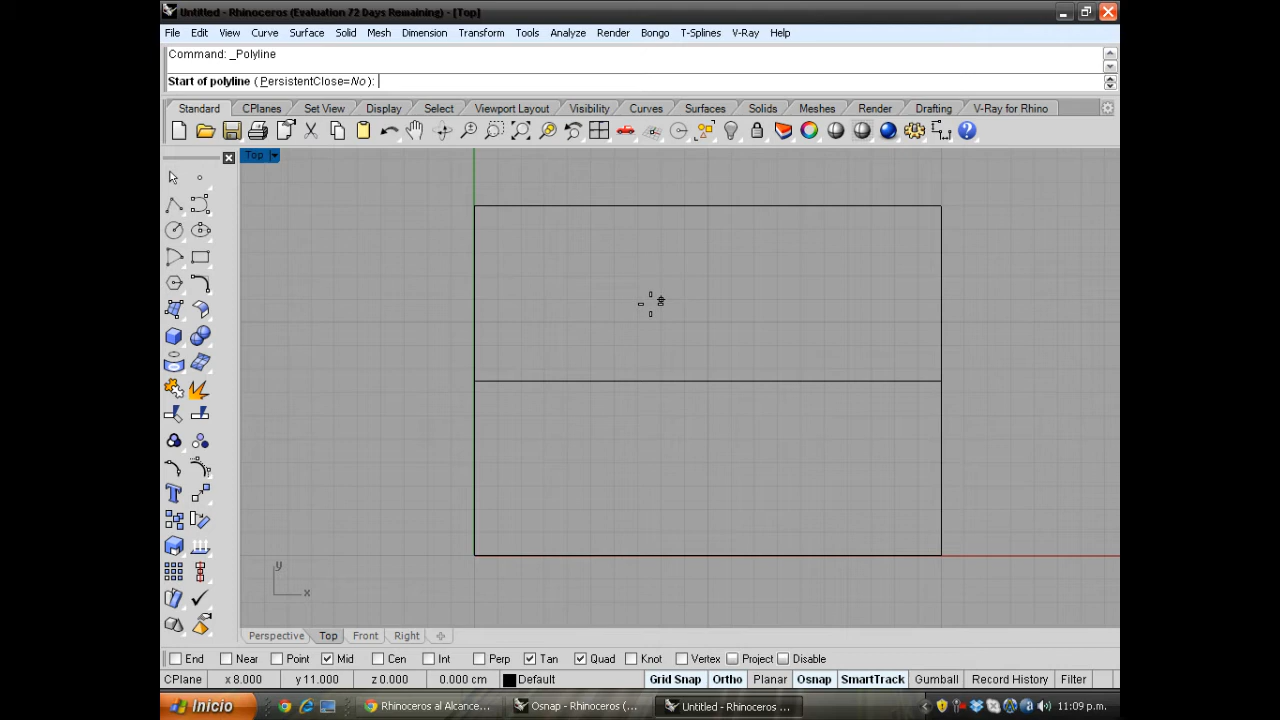 Untitled - Rhinoceros (Evaluation 72 Days Remaining) - [Top]
File Edit View Curve Surface Solid Mesh Dimension Transform Tools Analyze Render Bongo T-Splines V-Ray Help
Command: _Polyline
Start of polyline (PersistentClose=No):
Standard CPlanes Set View Display Select Viewport Layout Visibility Curves Surfaces Solids Meshes Render Drafting V-Ray for Rhino
Top
y
x
Perspective Top Front Right
End Near Point Mid Cen Int Perp Tan Quad Knot Vertex Project Disable
CPlane x 8.000 y 11.000 z 0.000 cm Default Grid Snap Ortho Planar Osnap SmartTrack Gumball Record History Filter
Inicio Rhinoceros al Alcance... Osnap - Rhinoceros (... Untitled - Rhinoceros ... 11:09 p.m.